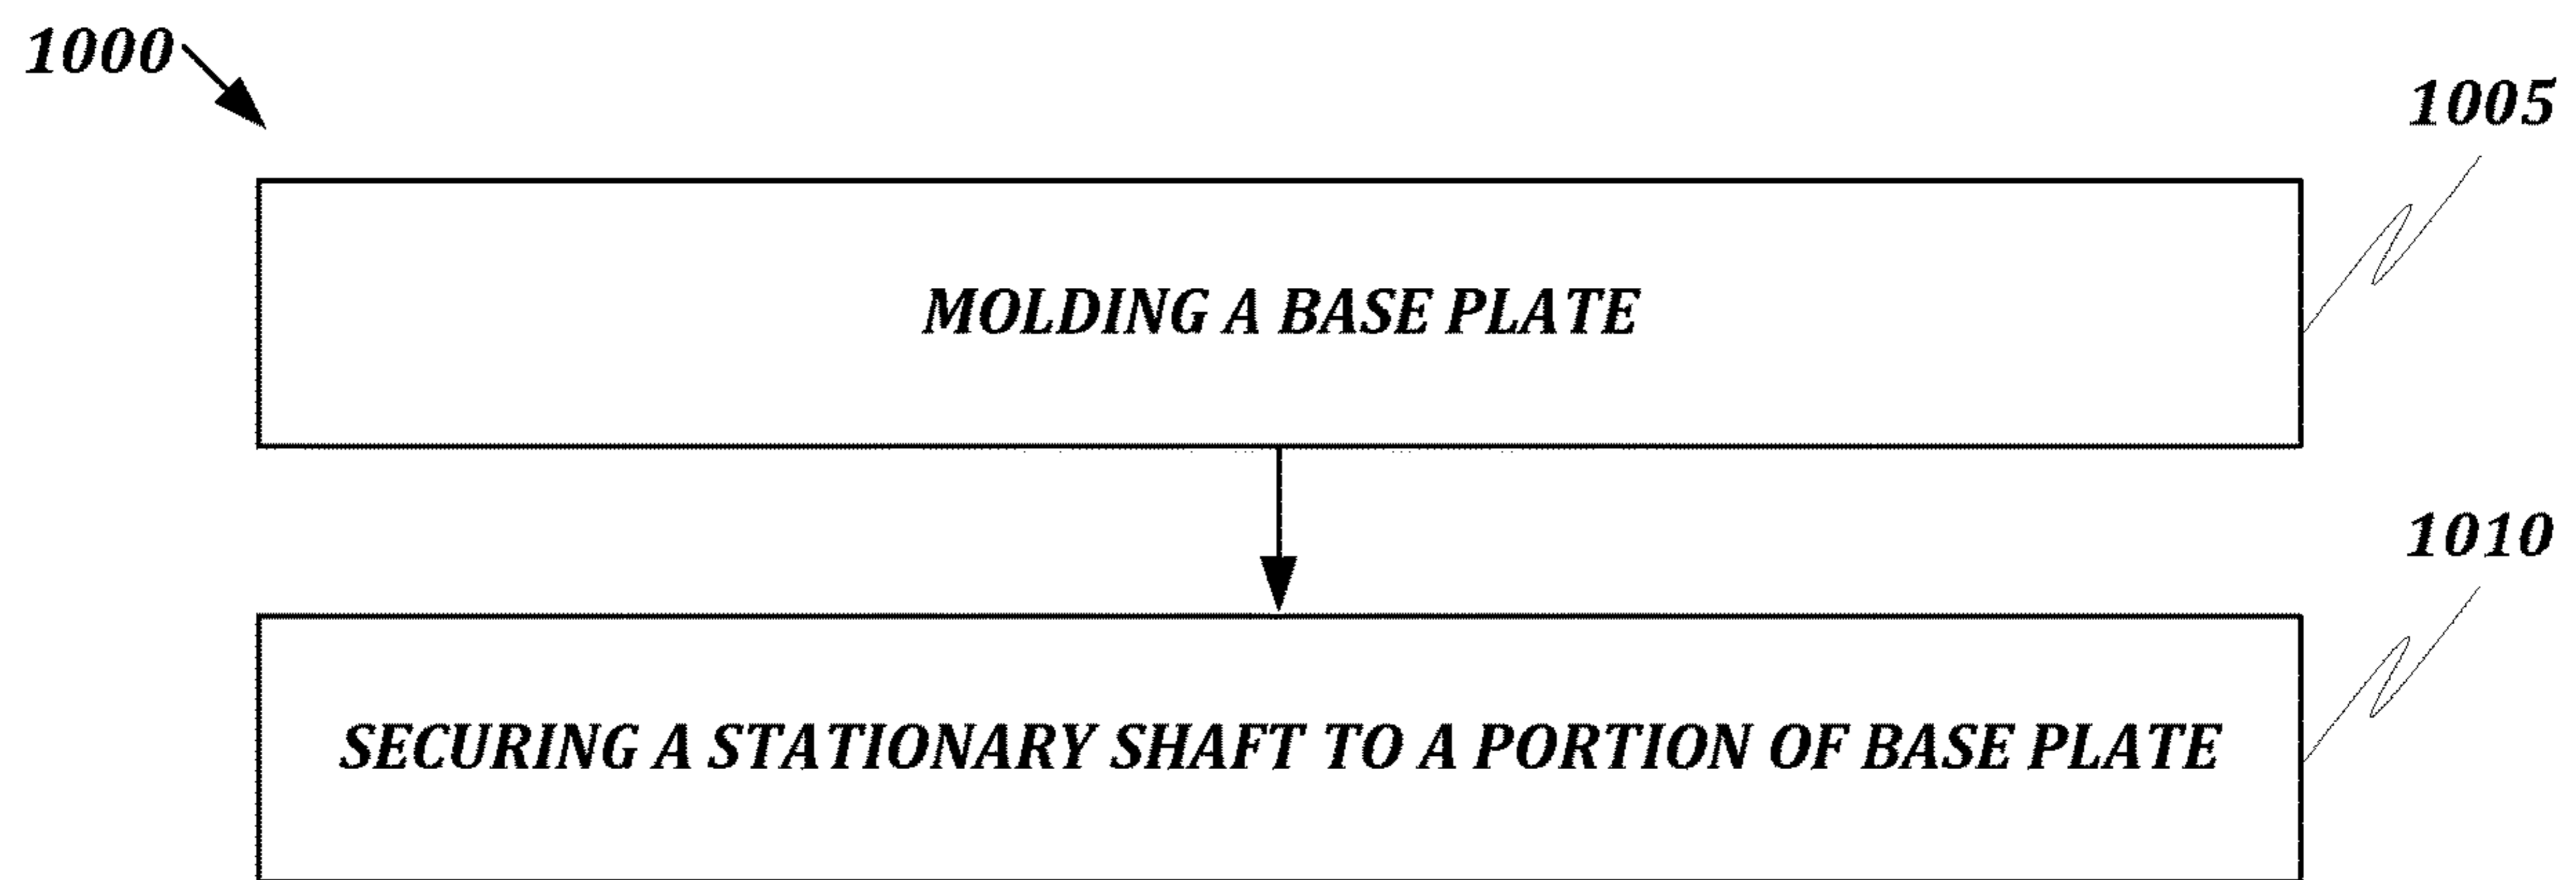 1000
1005
MOLDING A BASE PLATE
1010
SECURING A STATIONARY SHAFT TO A PORTION OF BASE PLATE